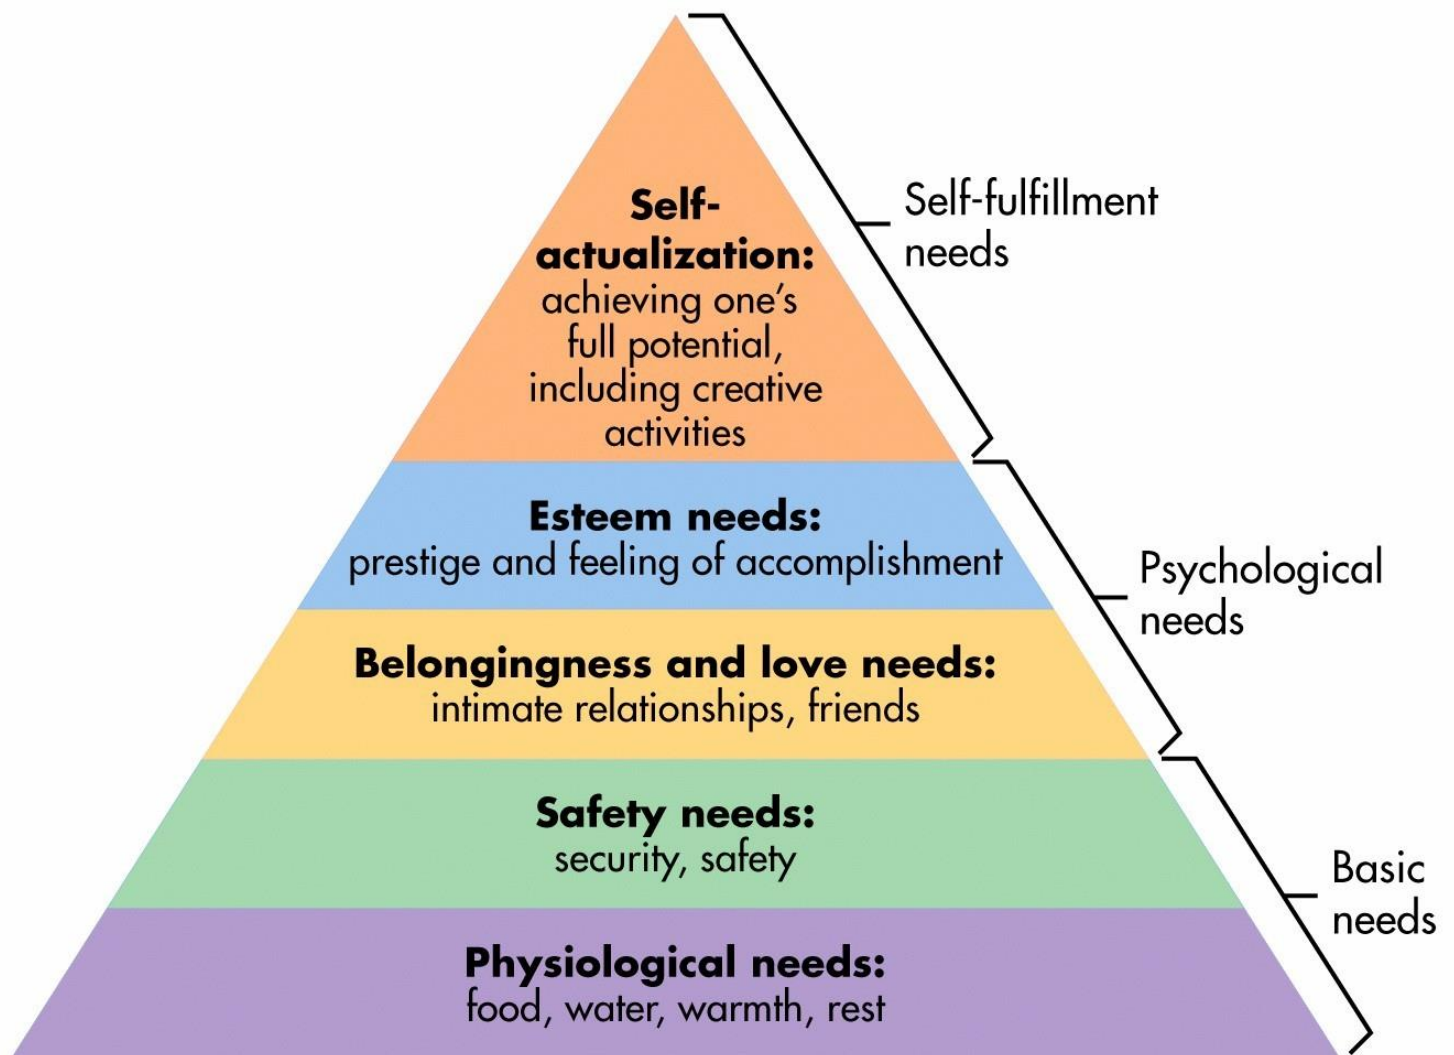 Self-
actualization:
achieving one's
full potential,
including creative
activities
Self-fulfillment
needs
Esteem needs:
prestige and feeling of accomplishment
Belongingness and love needs:
intimate relationships, friends
Psychological
needs
Safety needs:
security, safety
Physiological needs:
food, water, warmth, rest
Basic
needs